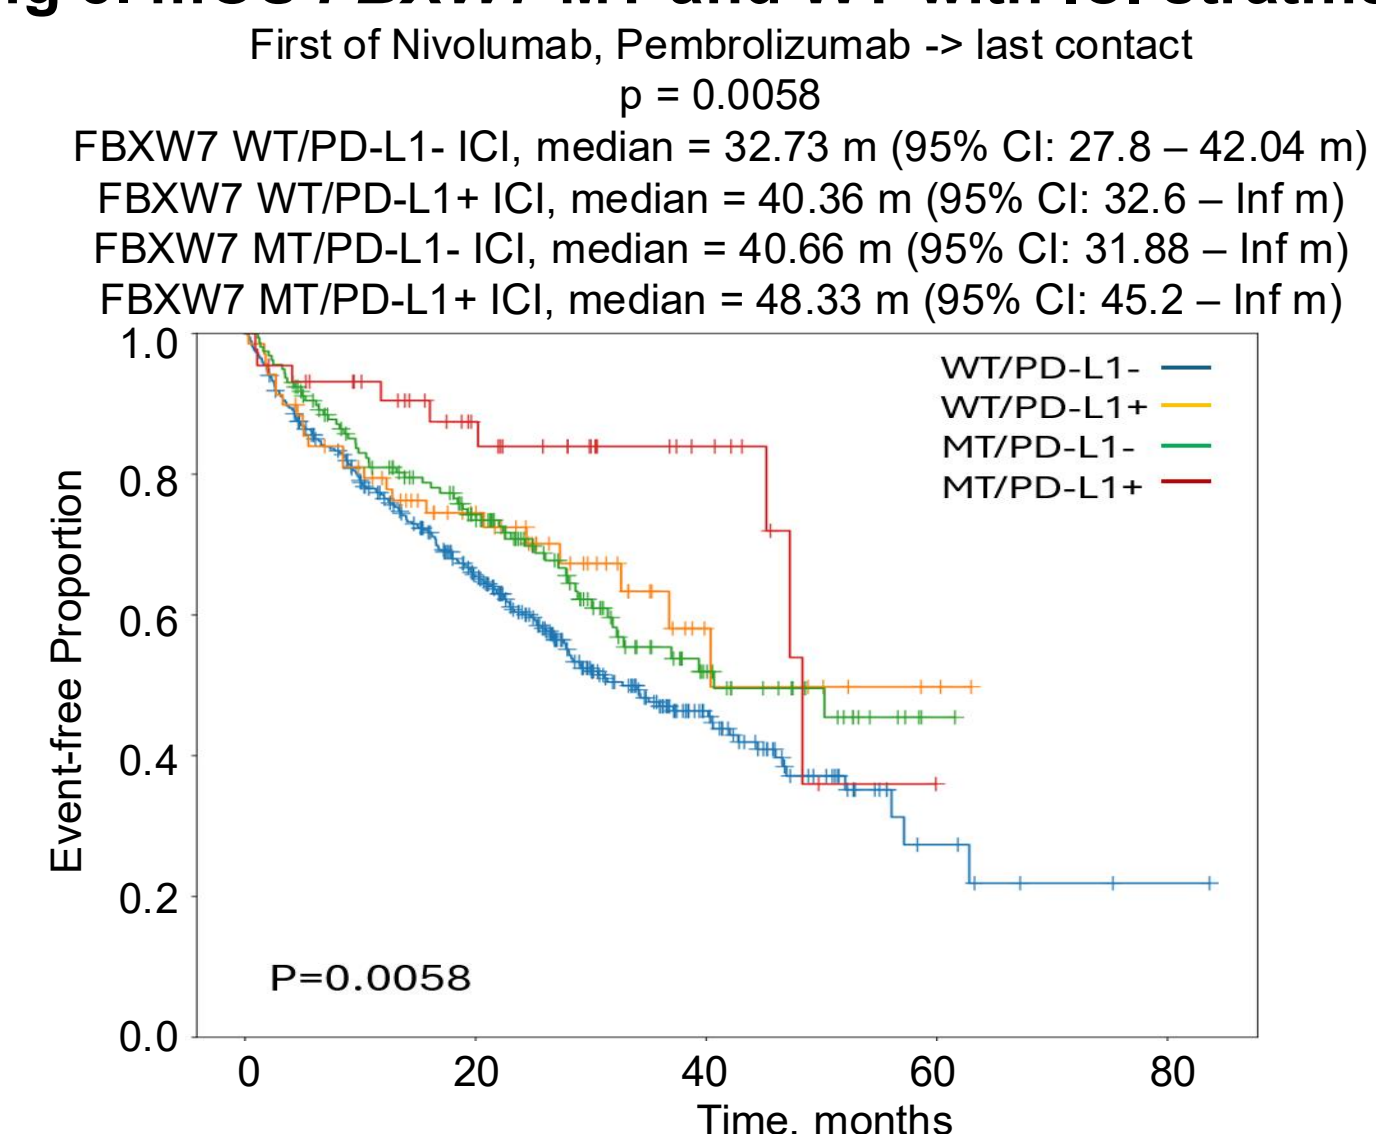 First of Nivolumab, Pembrolizumab -> last contact
p = 0.0058
FBXW7 WT/PD-L1- ICI, median = 32.73 m (95% CI: 27.8 – 42.04 m)
FBXW7 WT/PD-L1+ ICI, median = 40.36 m (95% CI: 32.6 – Inf m)
FBXW7 MT/PD-L1- ICI, median = 40.66 m (95% CI: 31.88 – Inf m)
FBXW7 MT/PD-L1+ ICI, median = 48.33 m (95% CI: 45.2 – Inf m)
WT/PD-L1-
WT/PD-L1+
MT/PD-L1-
MT/PD-L1+
Event-free Proportion
1.0
0.8
0.6
0.4
0.2
0.0
P=0.0058
0 20 40 60 80
Time, months